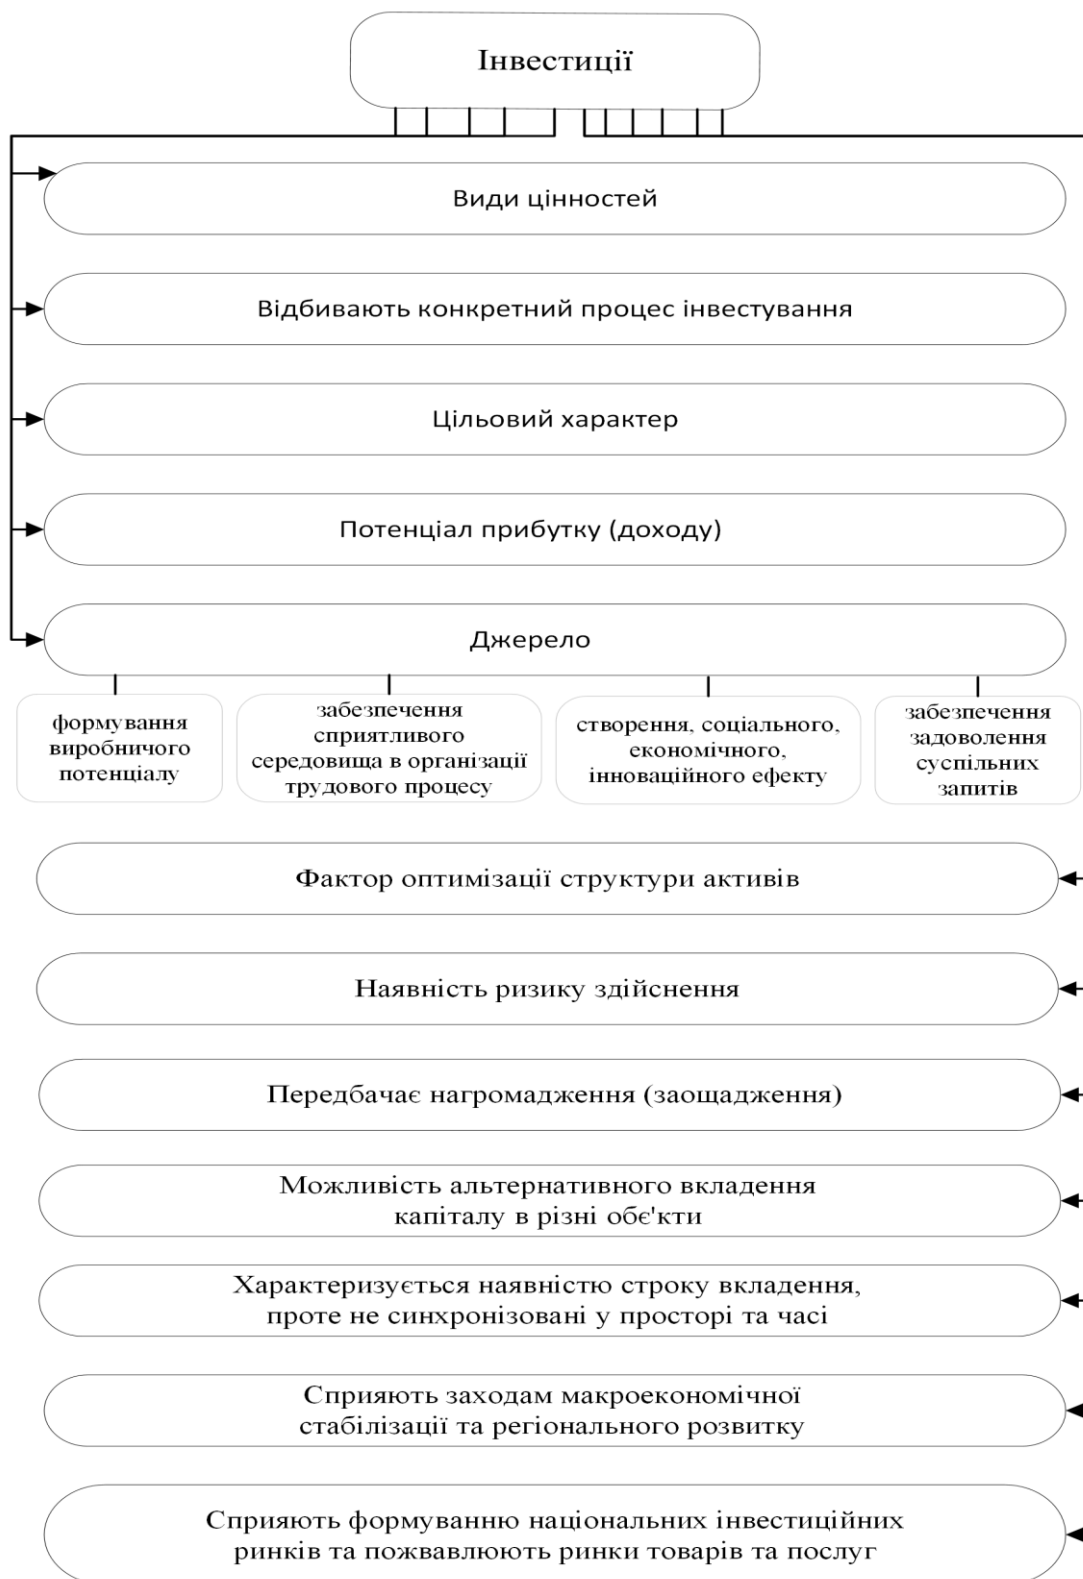 Інвестиції
Види цінностей
Відбивають конкретний процес інвестування
Цільовий характер
Потенціал прибутку (доходу)
Джерело
формування
виробничого
потенціалу
забезпечення
сприятливого
середовища в організації
трудового процесу
створення, соціального,
економічного,
інноваційного ефекту
забезпечення
задоволення
суспільних
запитів
Фактор оптимізації структури активів
Наявність ризику здійснення
Передбачає нагромадження (заощадження)
Можливість альтернативного вкладення
капіталу в різні обє'кти
Характеризується наявністю строку вкладення,
проте не синхронізовані у просторі та часі
Сприяють заходам макроекономічної
стабілізації та регіонального розвитку
Сприяють формуванню національних інвестиційних
ринків та пожвавлюють ринки товарів та послуг